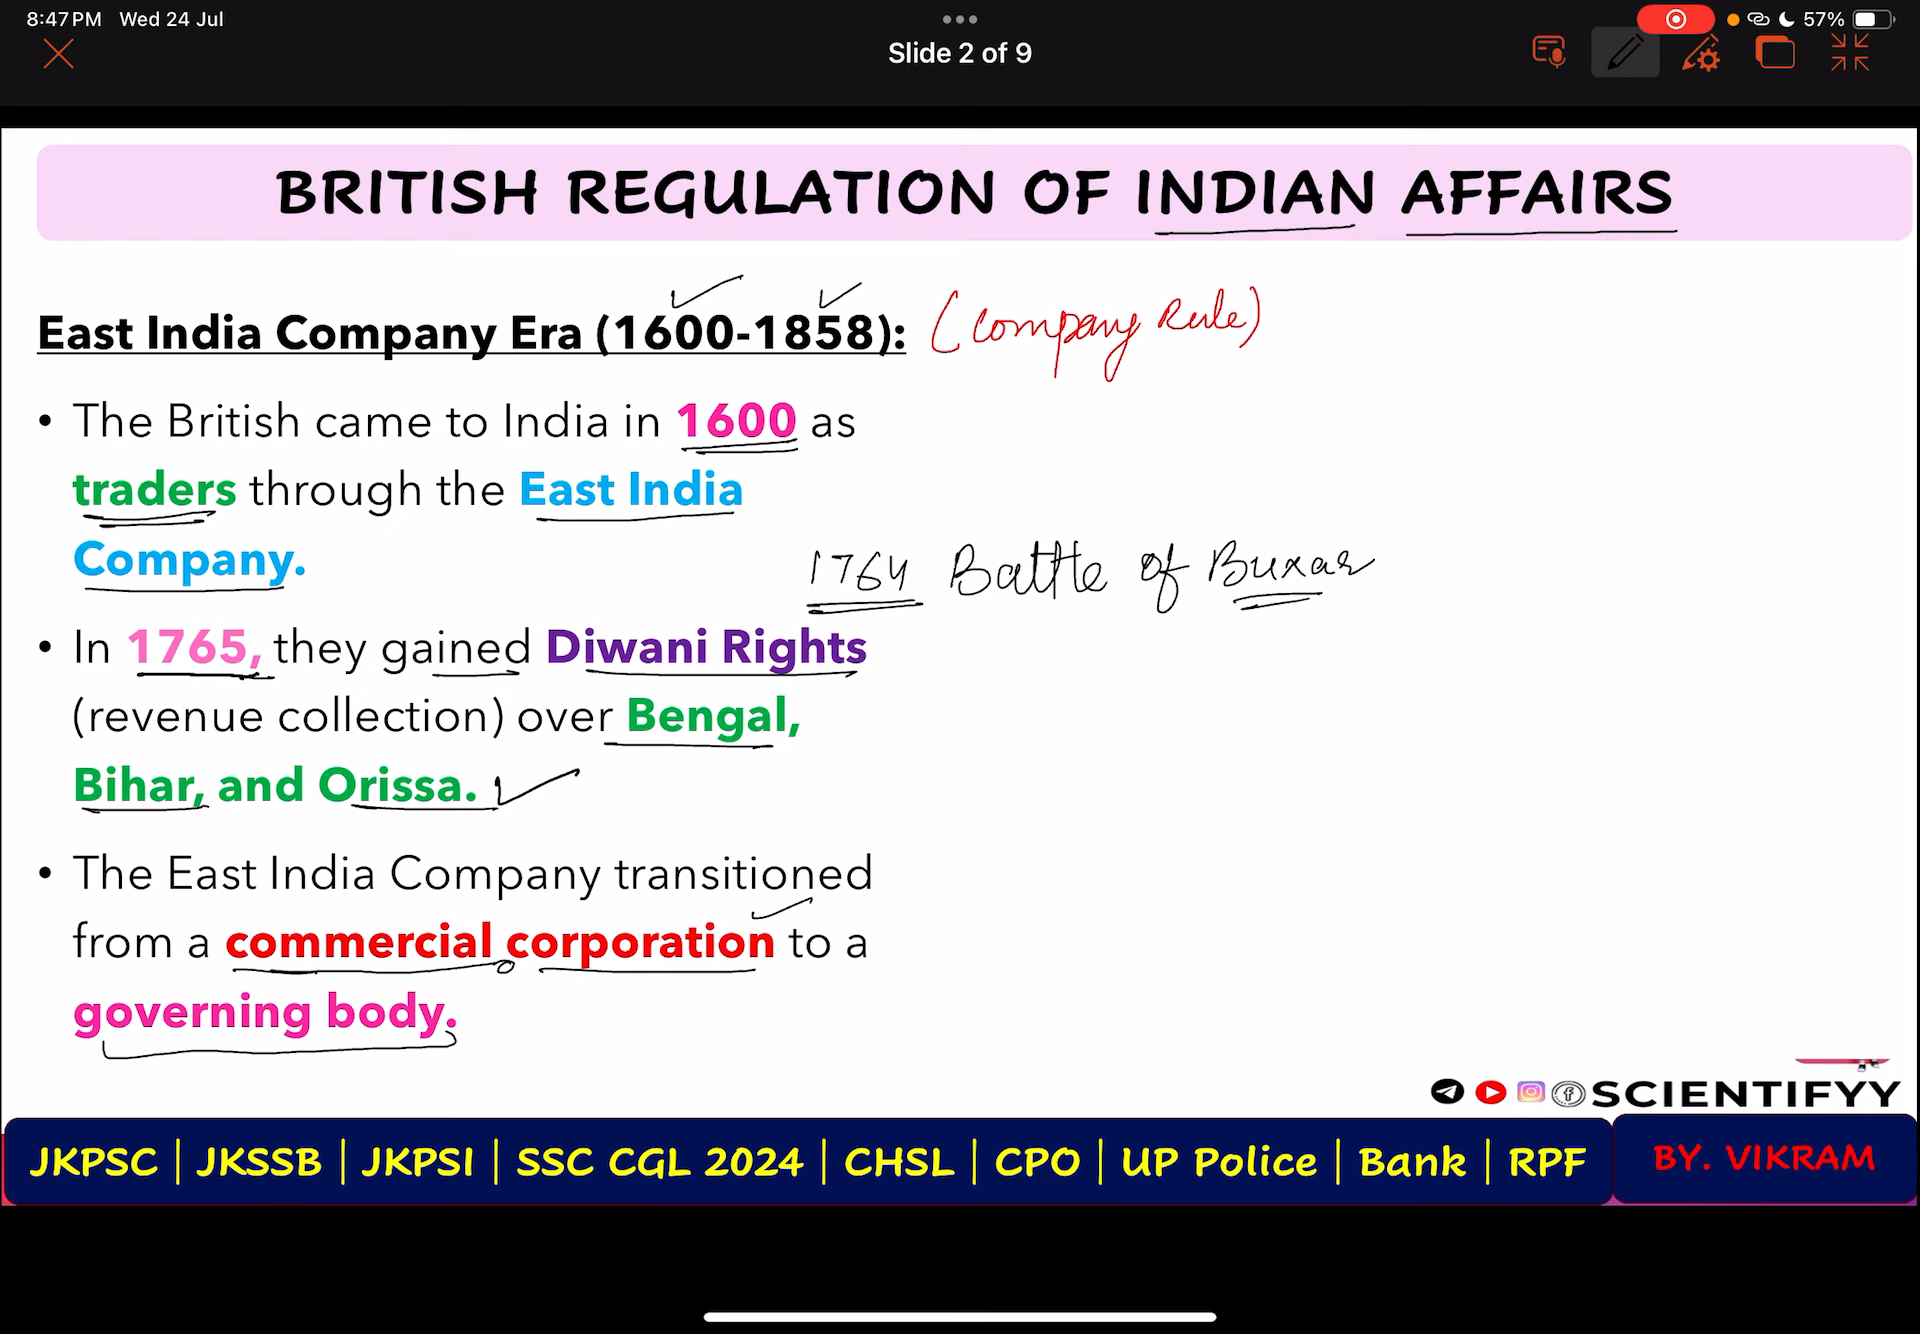 8:47 PM Wed 24 Jul
57%
Slide 2 of 9
BRITISH REGULATION OF INDIAN AFFAIRS
East India Company Era (1600-1858): (Company Rule)
• The British came to India in 1600 as
traders through the East India
Company.
1764 Battle of Buxar
• In 1765, they gained Diwani Rights
(revenue collection) over Bengal,
Bihar, and Orissa.
• The East India Company transitioned
from a commercial corporation to a
governing body.
SCIENTIFYY
JKPSC | JKSSB | JKPSI | SSC CGL 2024 | CHSL | CPO | UP Police | Bank | RPF
BY. VIKRAM